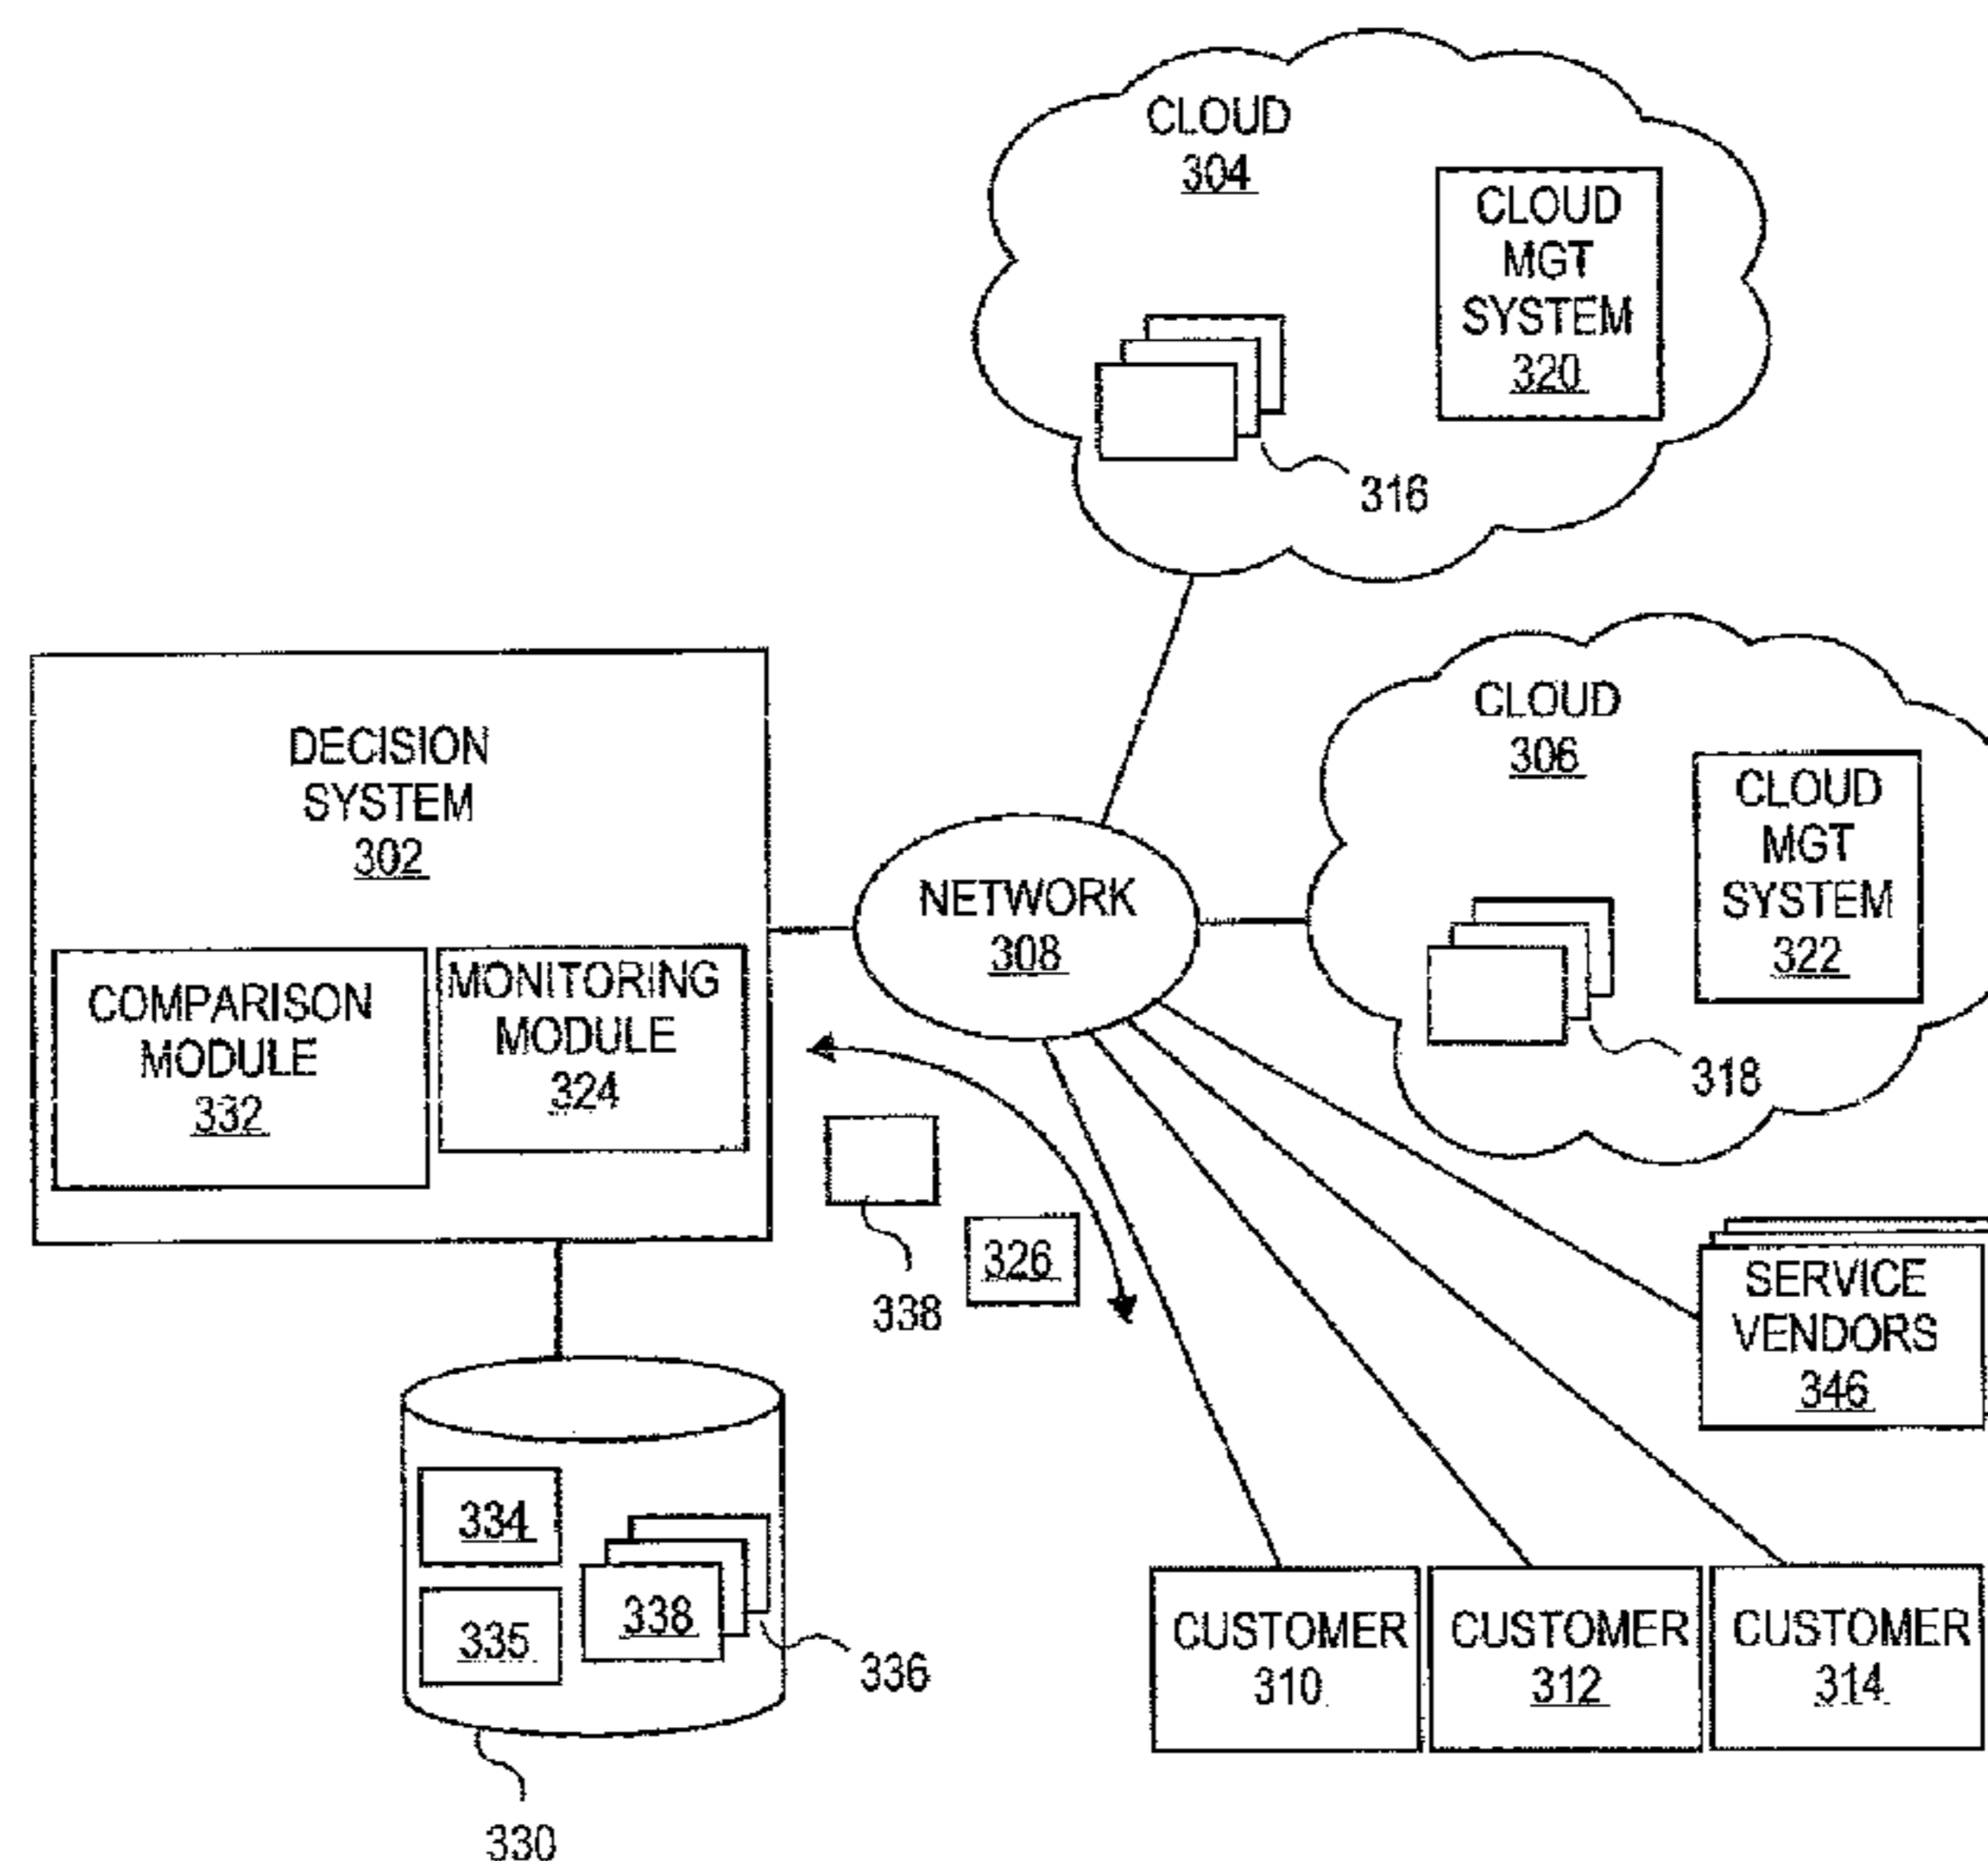 CLOUD
304
CLOUD
MGT
SYSTEM
320
316
CLOUD
306
CLOUD
MGT
SYSTEM
322
318
DECISION
SYSTEM
302
NETWORK
308
COMPARISON
MODULE
332
MONITORING
MODULE
324
338
326
SERVICE
VENDORS
346
334
335
338
336
330
CUSTOMER
310
CUSTOMER
312
CUSTOMER
314